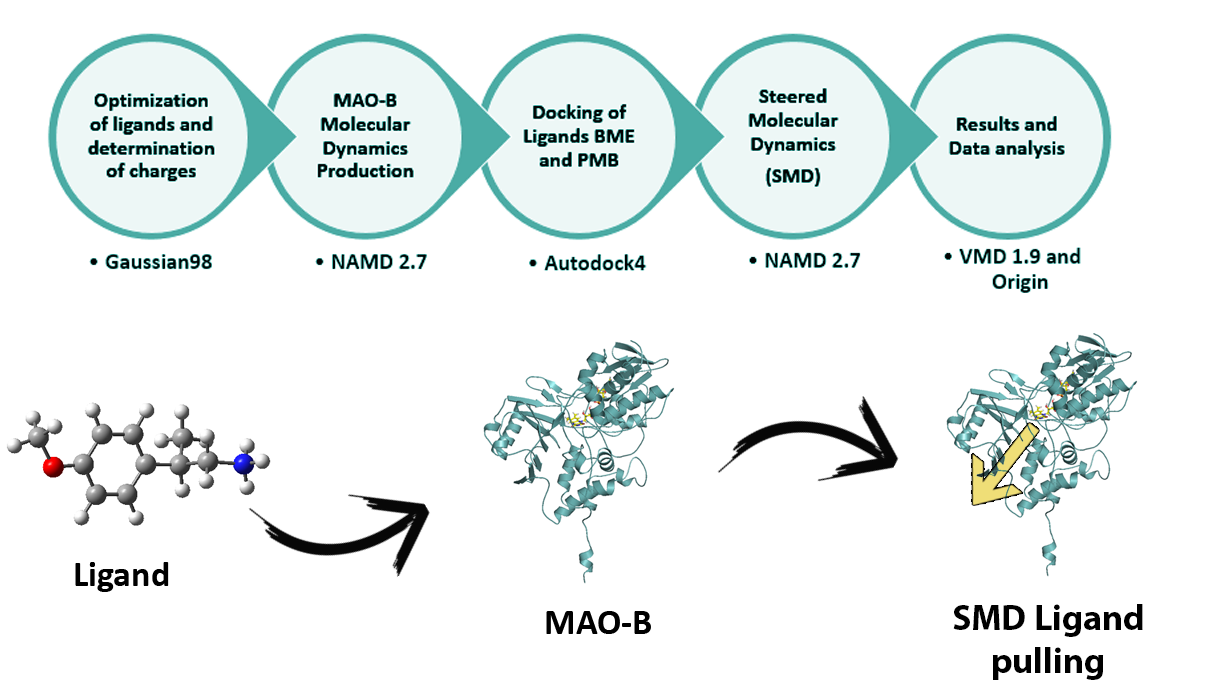 Optimization
of ligands and
determination
of charges
MAO-B
Molecular
Dynamics
Production
Docking of
Ligands BME
and PMB
Steered
Molecular
Dynamics
(SMD)
Results and
Data analysis
• Gaussian98
• NAMD 2.7
• Autodock4
• NAMD 2.7
• VMD 1.9 and
Origin
Ligand
MAO-B
SMD Ligand
pulling